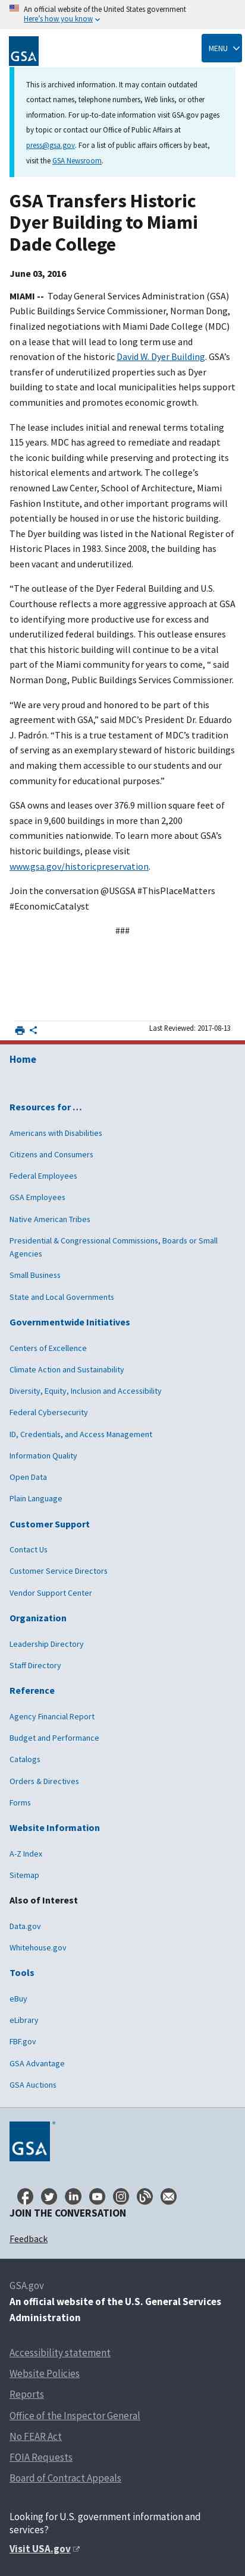 An official website of the United States government
Here's how you know
GSA
MENU
This is archived information. It may contain outdated
contact names, telephone numbers, Web links, or other
information. For up-to-date information visit GSA.gov pages
by topic or contact our Office of Public Affairs at
press@gsa.gov. For a list of public affairs officers by beat,
visit the GSA Newsroom.
GSA Transfers Historic
Dyer Building to Miami
Dade College
June 03, 2016
MIAMI -- Today General Services Administration (GSA)
Public Buildings Service Commissioner, Norman Dong,
finalized negotiations with Miami Dade College (MDC)
on a lease that will lead to long term use and
renovation of the historic David W. Dyer Building. GSA's
transfer of underutilized properties such as Dyer
building to state and local municipalities helps support
communities and promote economic growth.
The lease includes initial and renewal terms totaling
115 years. MDC has agreed to renovate and readapt
the entirety of the building, while protecting its
historical elements and artwork. The college's
renowned Law Center, School of Architecture, Miami
Fashion Institute, and other important programs will
potentially be housed in or use the historic building.
The Dyer building was listed in the National Register of
Historic Places in 1983. Since 2008, the building has
been vacant and underutilized.
“The outlease of the Dyer Federal Building and U.S.
Courthouse reflects GSA's aggressive approach at GSA
to identifying more productive use for and
underutilized federal buildings. This outlease ensures
that this community will continue to be a vital
part of the Miami community for years to come, “ said
Norman Dong, Public Buildings Services Commissioner.
“We are very proud and honored to be part of this
agreement with GSA,” said MDC's President Dr. Eduardo
J. Padrón. “This is a testament of MDC's tradition
of serving as an exemplary steward of historic buildings
and making them accessible to all our students and our
community for educational purposes.”
GSA owns and leases over 376.9 million square feet of
space in 9,600 buildings in more than 2,200
communities nationwide. To learn more about GSA's
historic buildings, please visit
www.gsa.gov/historicpreservation.
Join the conversation @USGSA #ThisPlaceMatters
#EconomicCatalyst
###
Last Reviewed: 2017-08-13
Home
Resources for …
Americans with Disabilities
Citizens and Consumers
Federal Employees
GSA Employees
Native American Tribes
Presidential & Congressional Commissions, Boards or Small
Agencies
Small Business
State and Local Governments
Governmentwide Initiatives
Centers of Excellence
Climate Action and Sustainability
Diversity, Equity, Inclusion and Accessibility
Federal Cybersecurity
ID, Credentials, and Access Management
Information Quality
Open Data
Plain Language
Customer Support
Contact Us
Customer Service Directors
Vendor Support Center
Organization
Leadership Directory
Staff Directory
Reference
Agency Financial Report
Budget and Performance
Catalogs
Orders & Directives
Forms
Website Information
A-Z Index
Sitemap
Also of Interest
Data.gov
Whitehouse.gov
Tools
eBuy
eLibrary
FBF.gov
GSA Advantage
GSA Auctions
GSA
JOIN THE CONVERSATION
Feedback
GSA.gov
An official website of the U.S. General Services
Administration
Accessibility statement
Website Policies
Reports
Office of the Inspector General
No FEAR Act
FOIA Requests
Board of Contract Appeals
Looking for U.S. government information and
services?
Visit USA.gov